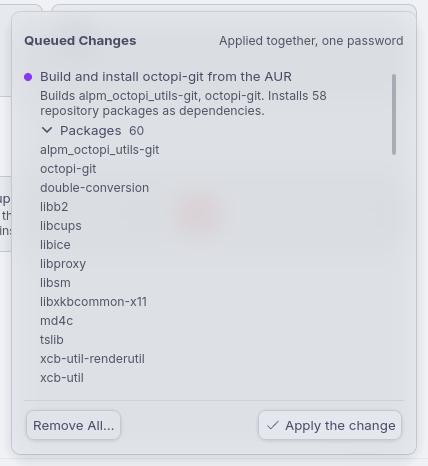 Queued Changes
Applied together, one password
Build and install octopi-git from the AUR
Builds alpm_octopi_utils-git, octopi-git. Installs 58
repository packages as dependencies.
Packages 60
alpm_octopi_utils-git
octopi-git
double-conversion
libb2
libcups
libice
libproxy
libsm
libxkbcommon-x11
md4c
tslib
xcb-util-renderutil
xcb-util
Remove All...
Apply the change